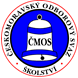 ČESKOMORAVSKÝ ODBOROVÝ SVAZ
ČMOS
ŠKOLSTVÍ